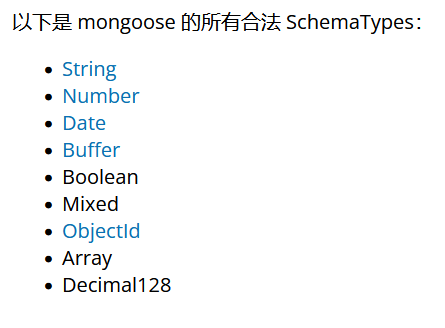 以下是 mongoose 的所有合法 SchemaTypes：
String
Number
Date
Buffer
Boolean
Mixed
ObjectId
Array
Decimal128